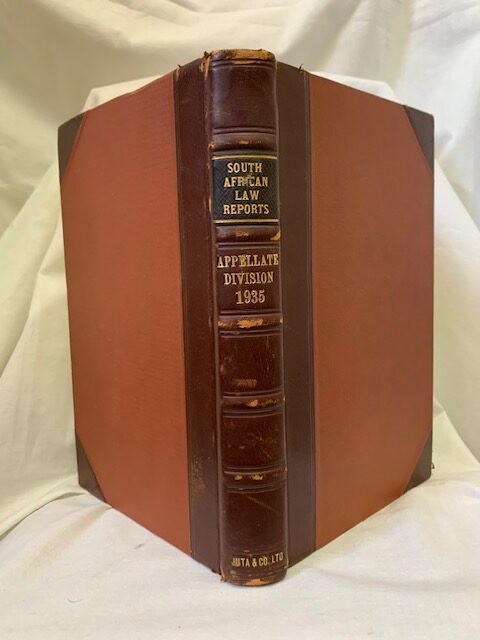 SOUTH
AFRICAN
LAW
REPORTS
APPELLATE
DIVISION
1935
JUTA & CO. LTD